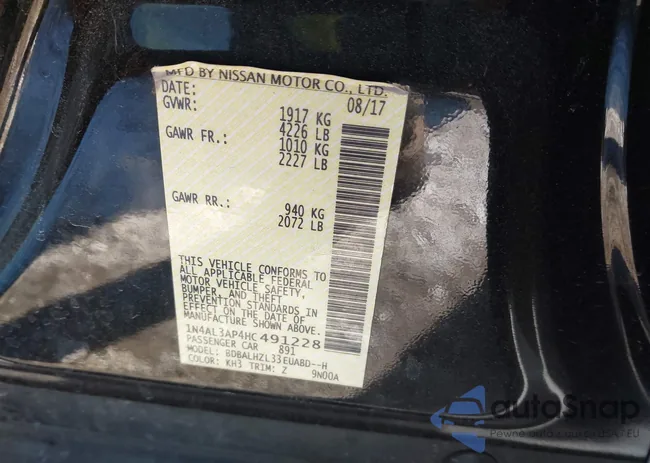 MFD BY NISSAN MOTOR CO., LTD.
DATE: 08/17
GVWR: 1917 KG
4226 LB
GAWR FR.: 1010 KG
2227 LB
GAWR RR.: 940 KG
2072 LB
THIS VEHICLE CONFORMS TO
ALL APPLICABLE FEDERAL
MOTOR VEHICLE SAFETY,
BUMPER, AND THEFT
PREVENTION STANDARDS IN
EFFECT ON THE DATE OF
MANUFACTURE SHOWN ABOVE.
1N4AL3AP4HC491228
PASSENGER CAR 891
MODEL: BDBALHZL33EUABD--H
COLOR: KH3 TRIM: Z 9N00A
autoSnap
Pewne auto z